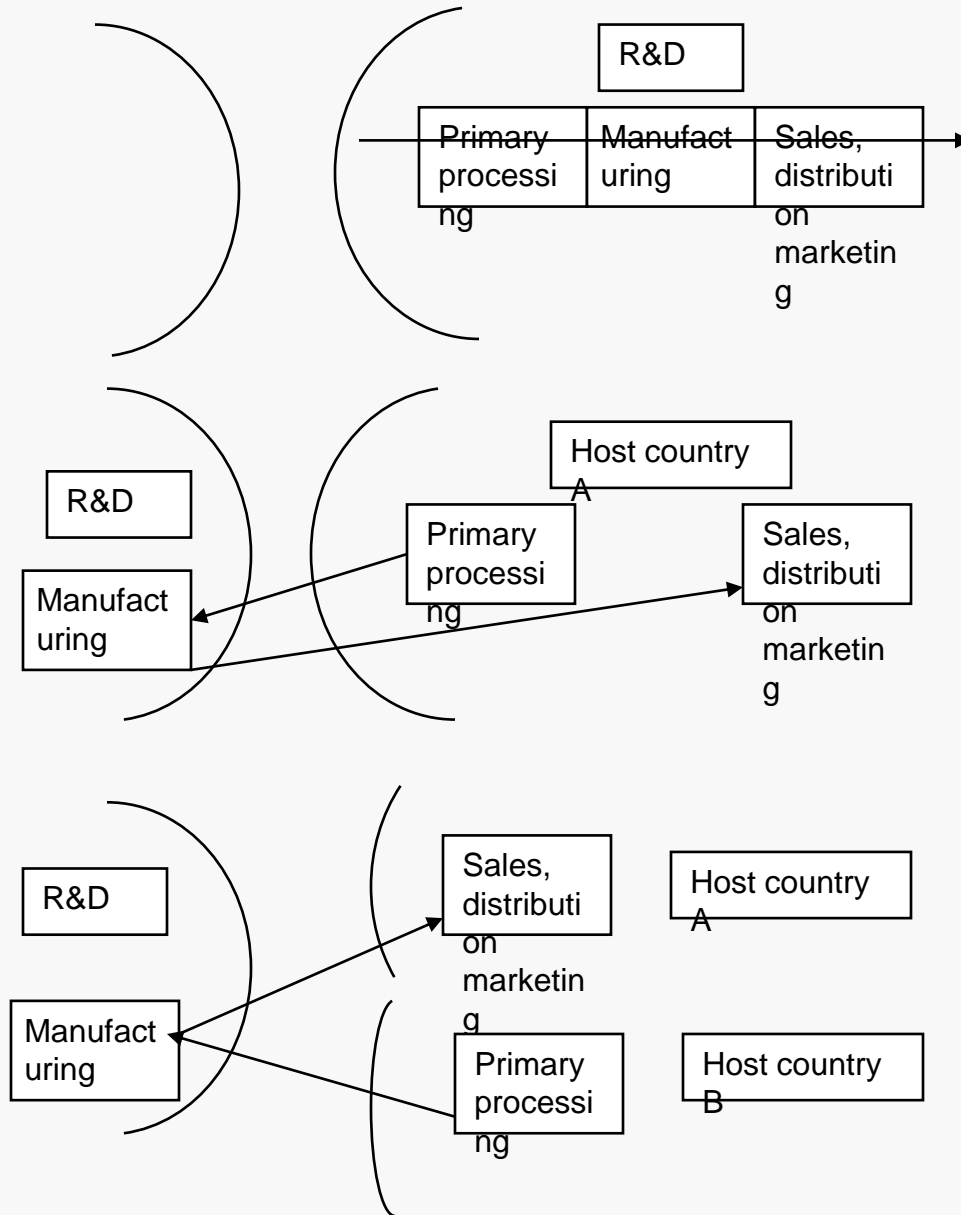 R&D
Primary
processi
ng
Manufact
uring
Sales,
distributi
on
marketin
g
Host country
A
R&D
Primary
processi
ng
Sales,
distributi
on
marketin
g
Manufact
uring
Sales,
distributi
on
marketin
g
Host country
A
R&D
Manufact
uring
Primary
processi
ng
Host country
B